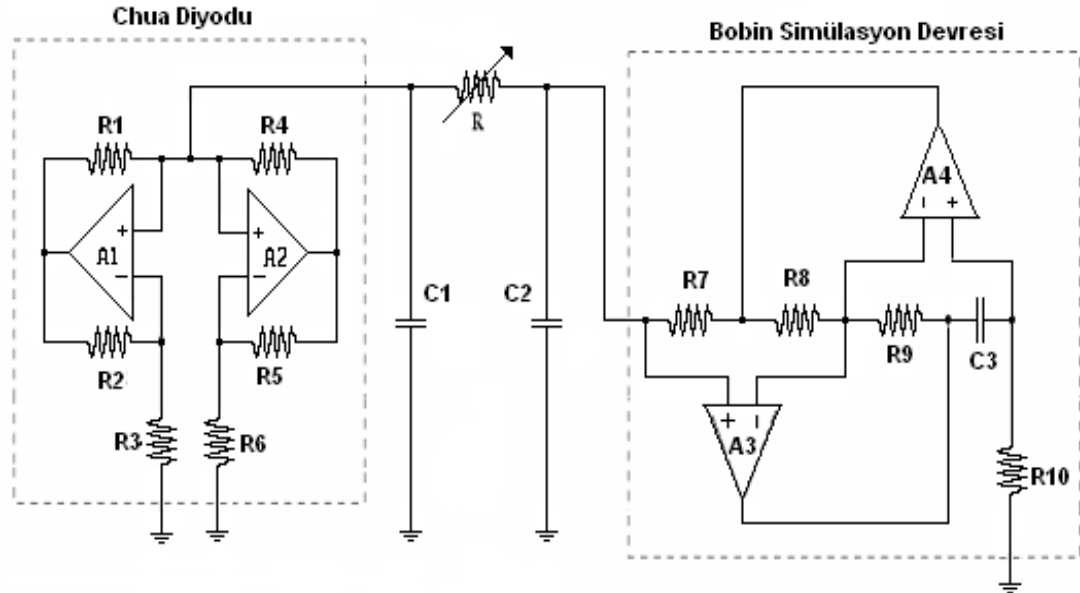 Chua Diyodu
Bobin Simülasyon Devresi
R1
R4
R
A4
+
A1
+
A2
C1
C2
R7
R8
R9
C3
R2
R5
R3
R6
A3
+
R10